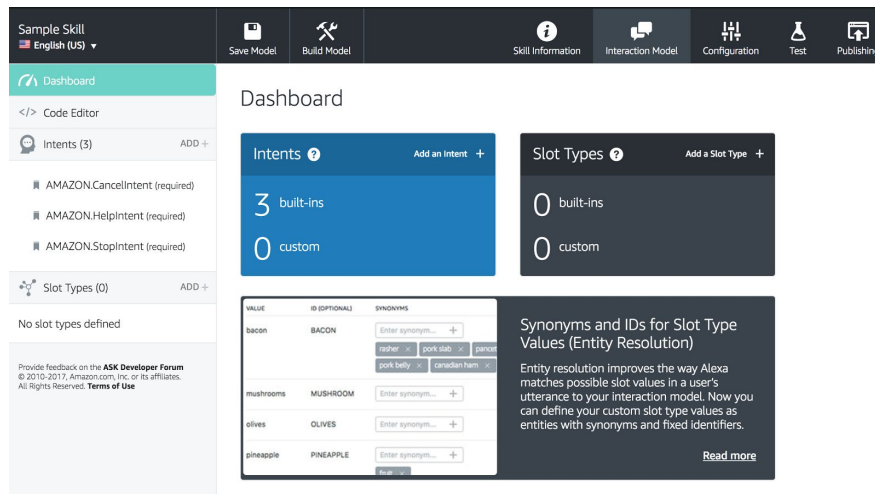 Sample Skill
English (US) ▼
Save Model
Build Model
Skill Information
Interaction Model
Configuration
Test
Publishin
Dashboard
</> Code Editor
Intents (3) ADD +
AMAZON.CancelIntent (required)
AMAZON.HelpIntent (required)
AMAZON.StopIntent (required)
Slot Types (0) ADD +
No slot types defined
Provide feedback on the ASK Developer Forum
© 2010-2017, Amazon.com, Inc. or its affiliates.
All Rights Reserved. Terms of Use
Dashboard
Intents ? Add an Intent +
3 built-ins
0 custom
Slot Types ? Add a Slot Type +
0 built-ins
0 custom
VALUE ID (OPTIONAL) SYNONYMS
bacon BACON Enter synonym... +
rasher × pork slab × pancet
pork belly × canadian ham ×
mushrooms MUSHROOM Enter synonym... +
olives OLIVES Enter synonym... +
pineapple PINEAPPLE Enter synonym... +
fruit ×
Synonyms and IDs for Slot Type
Values (Entity Resolution)
Entity resolution improves the way Alexa
matches possible slot values in a user's
utterance to your interaction model. Now you
can define your custom slot type values as
entities with synonyms and fixed identifiers.
Read more